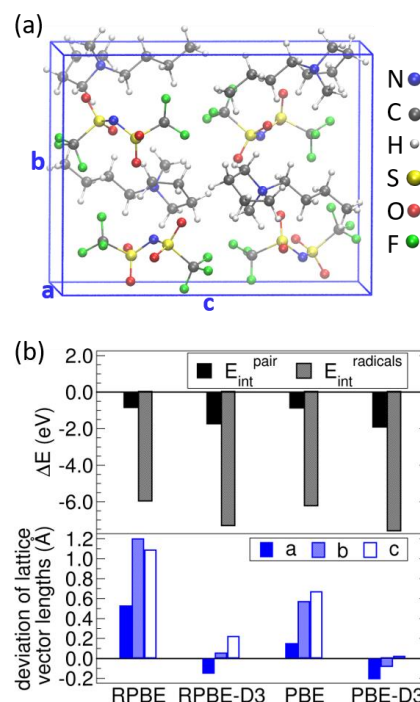 (a)
N
C
H
S
O
F
b
a
c
(b)
E_int^pair E_int^radicals
2.0
0.0
-2.0
-4.0
-6.0
ΔE (eV)
a b c
1.2
1.0
0.8
0.6
0.4
0.2
0.0
-0.2
deviation of lattice
vector lengths (Å)
RPBE RPBE-D3 PBE PBE-D3